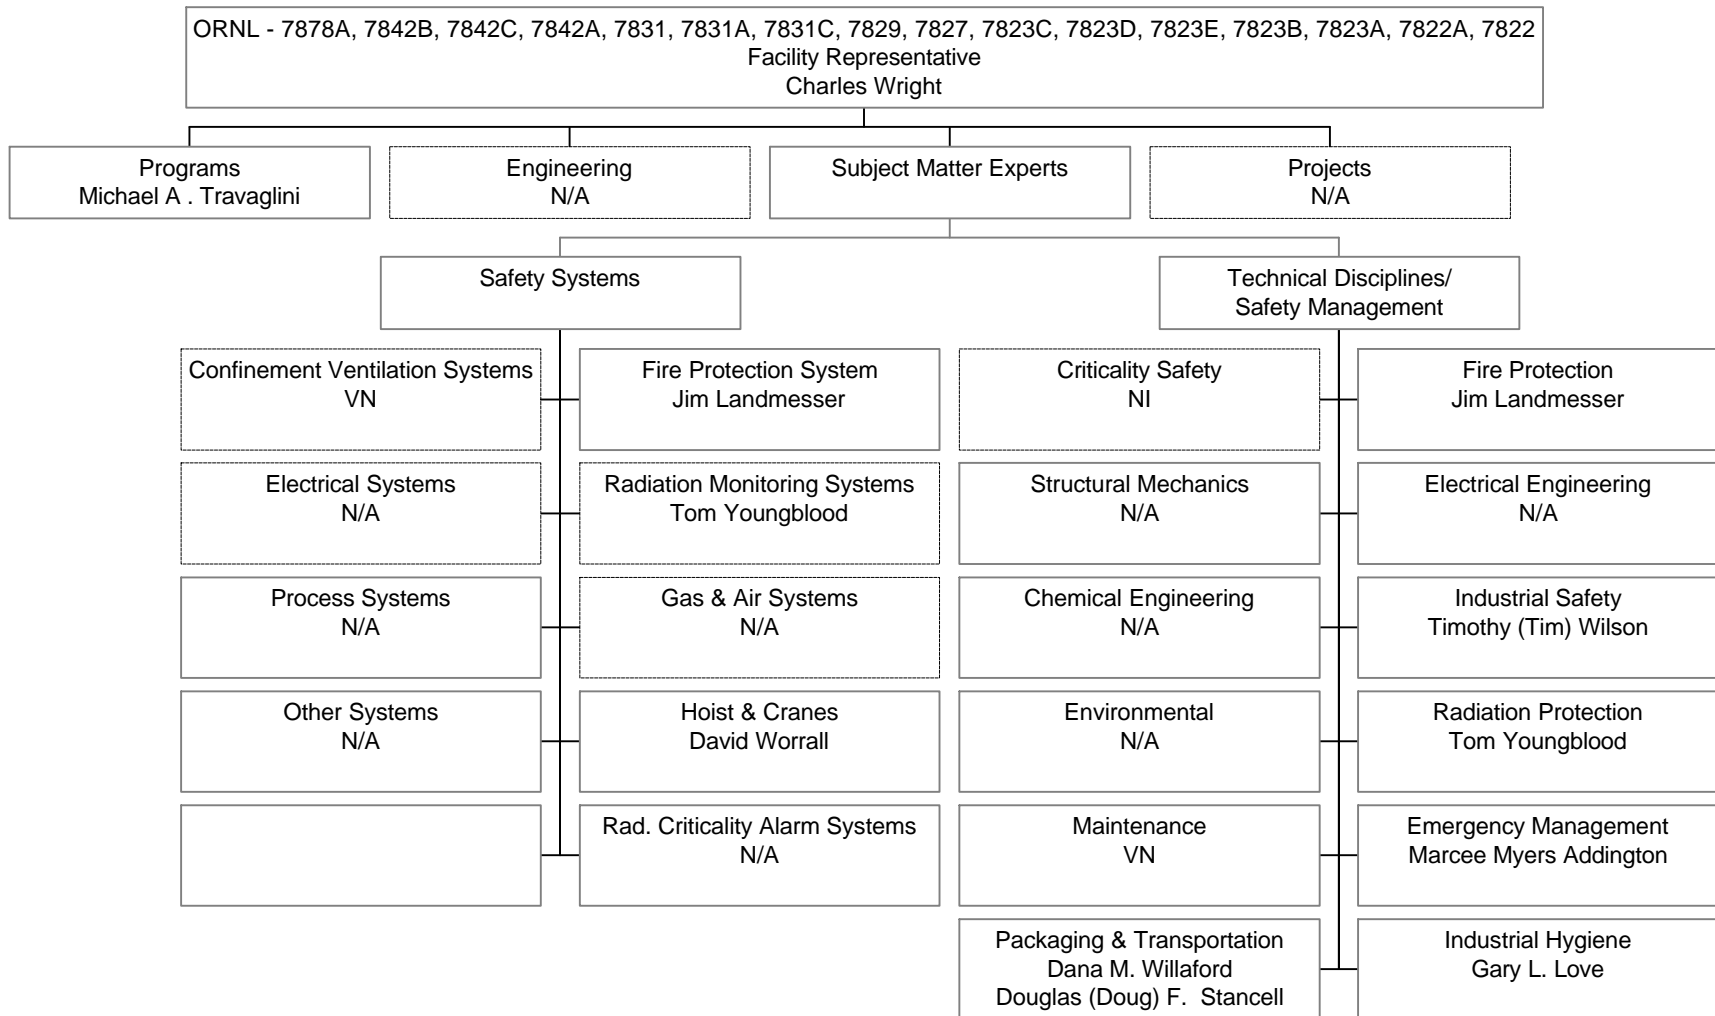 ORNL - 7878A, 7842B, 7842C, 7842A, 7831, 7831A, 7831C, 7829, 7827, 7823C, 7823D, 7823E, 7823B, 7823A, 7822A, 7822
Facility Representative
Charles Wright
Programs
Michael A . Travaglini
Engineering
N/A
Subject Matter Experts
Projects
N/A
Safety Systems
Technical Disciplines/
Safety Management
Confinement Ventilation Systems
VN
Fire Protection System
Jim Landmesser
Criticality Safety
NI
Fire Protection
Jim Landmesser
Electrical Systems
N/A
Radiation Monitoring Systems
Tom Youngblood
Structural Mechanics
N/A
Electrical Engineering
N/A
Process Systems
N/A
Gas & Air Systems
N/A
Chemical Engineering
N/A
Industrial Safety
Timothy (Tim) Wilson
Other Systems
N/A
Hoist & Cranes
David Worrall
Environmental
N/A
Radiation Protection
Tom Youngblood
Rad. Criticality Alarm Systems
N/A
Maintenance
VN
Emergency Management
Marcee Myers Addington
Packaging & Transportation
Dana M. Willaford
Douglas (Doug) F. Stancell
Industrial Hygiene
Gary L. Love